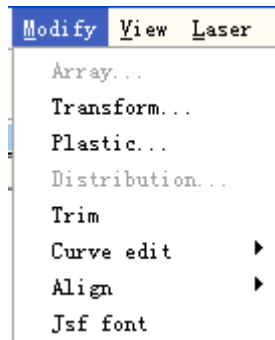 Modify View Laser
Array...
Transform...
Plastic...
Distribution...
Trim
Curve edit
Align
Jsf font